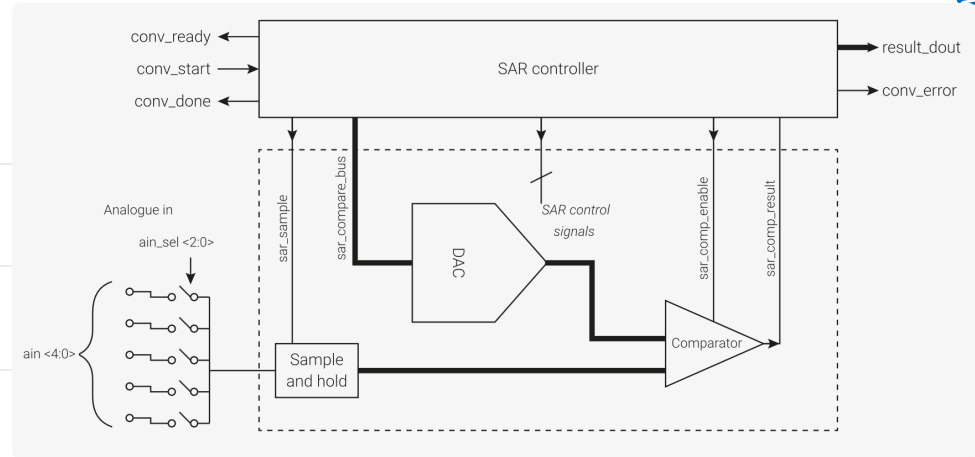 conv_ready
conv_start
conv_done
SAR controller
result_dout
conv_error
sar_sample
sar_compare_bus
SAR control
signals
sar_comp_enable
sar_comp_result
Analogue in
ain_sel <2:0>
DAC
ain <4:0>
Sample
and hold
Comparator